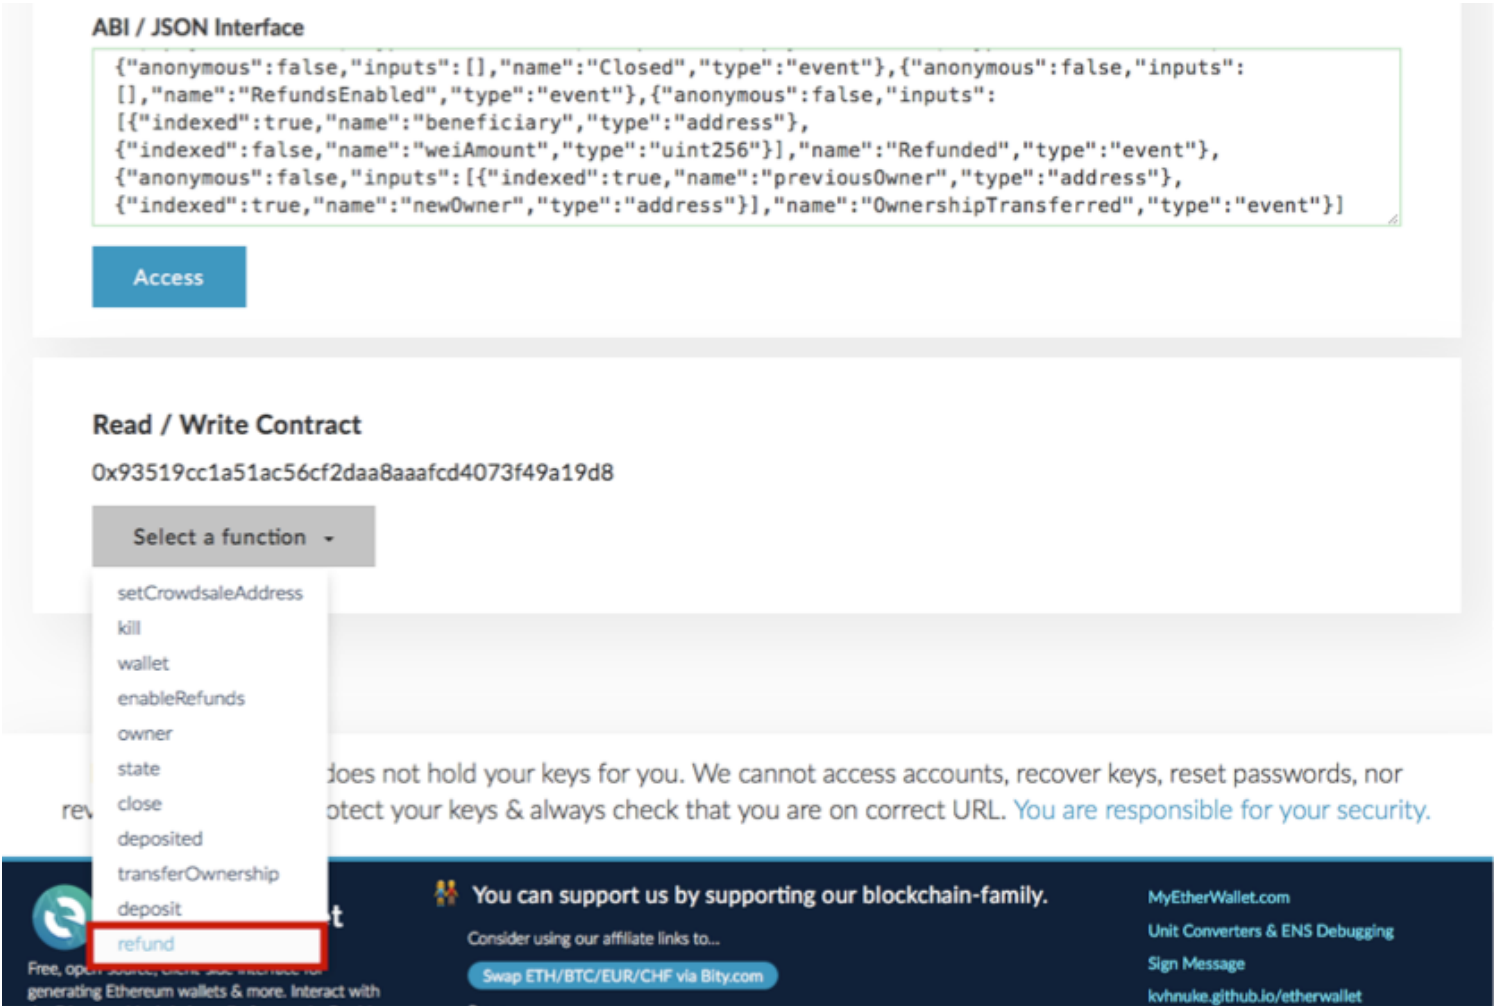 ABI / JSON Interface
{"anonymous":false,"inputs":[],"name":"Closed","type":"event"},{"anonymous":false,"inputs":
[],"name":"RefundsEnabled","type":"event"},{"anonymous":false,"inputs":
[{"indexed":true,"name":"beneficiary","type":"address"},
{"indexed":false,"name":"weiAmount","type":"uint256"}],"name":"Refunded","type":"event"},
{"anonymous":false,"inputs":[{"indexed":true,"name":"previousOwner","type":"address"},
{"indexed":true,"name":"newOwner","type":"address"}],"name":"OwnershipTransferred","type":"event"}]
Access
Read / Write Contract
0x93519cc1a51ac56cf2daa8aaafcd4073f49a19d8
Select a function
setCrowdsaleAddress
kill
wallet
enableRefunds
owner
state
close
deposited
transferOwnership
deposit
refund
does not hold your keys for you. We cannot access accounts, recover keys, reset passwords, nor
your keys & always check that you are on correct URL. You are responsible for your security.
You can support us by supporting our blockchain-family.
Consider using our affiliate links to...
Swap ETH/BTC/EUR/CHF via Bity.com
MyEtherWallet.com
Unit Converters & ENS Debugging
Sign Message
kvhnuke.github.io/etherwallet
Free,
generating Ethereum wallets & more. Interact with